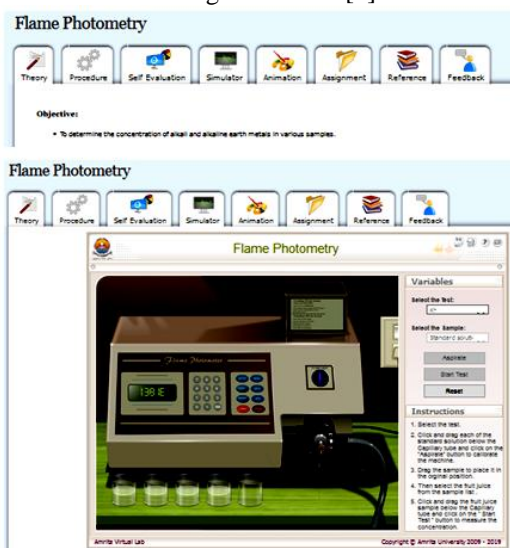 Flame Photometry
Theory
Procedure
Self Evaluation
Simulator
Animation
Assignment
Reference
Feedback
Objective:
• To determine the concentration of alkali and alkaline earth metals in various samples.
Flame Photometry
Theory
Procedure
Self Evaluation
Simulator
Animation
Assignment
Reference
Feedback
Flame Photometry
Flame Photometer
Variables
Select the Test:
Select the Sample:
Aspirate
Start Test
Reset
Instructions
1. Select the test.
2. Click and drag each of the
standard solution below the
Capillary tube and click on the
"Aspirate" button to calibrate
the machine.
3. Drag the sample to place it in
the orginal position.
4. Then select the fruit juice
from the sample list .
5. Click and drag the fruit juice
sample below the Capillary
tube and click on the " Start
Test " button to measure the
concentration.
Amrita Virtual Lab
Copyright © Amrita University 2009 - 2019